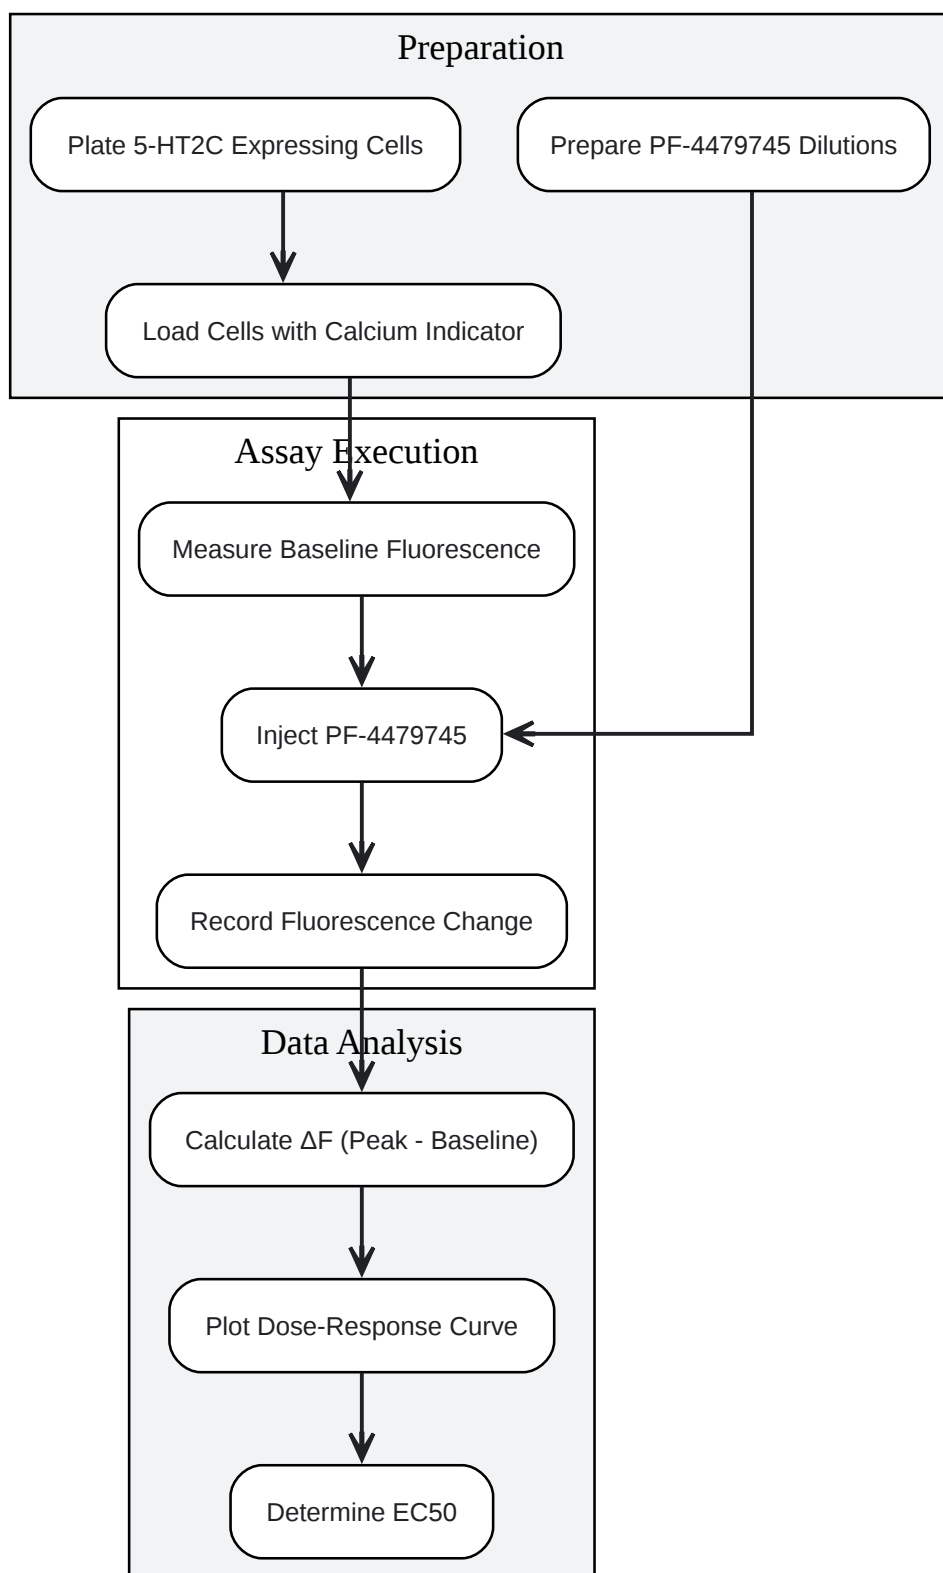 Preparation
Plate 5-HT2C Expressing Cells
Prepare PF-4479745 Dilutions
Load Cells with Calcium Indicator
Assay Execution
Measure Baseline Fluorescence
Inject PF-4479745
Record Fluorescence Change
Data Analysis
Calculate ΔF (Peak - Baseline)
Plot Dose-Response Curve
Determine EC50